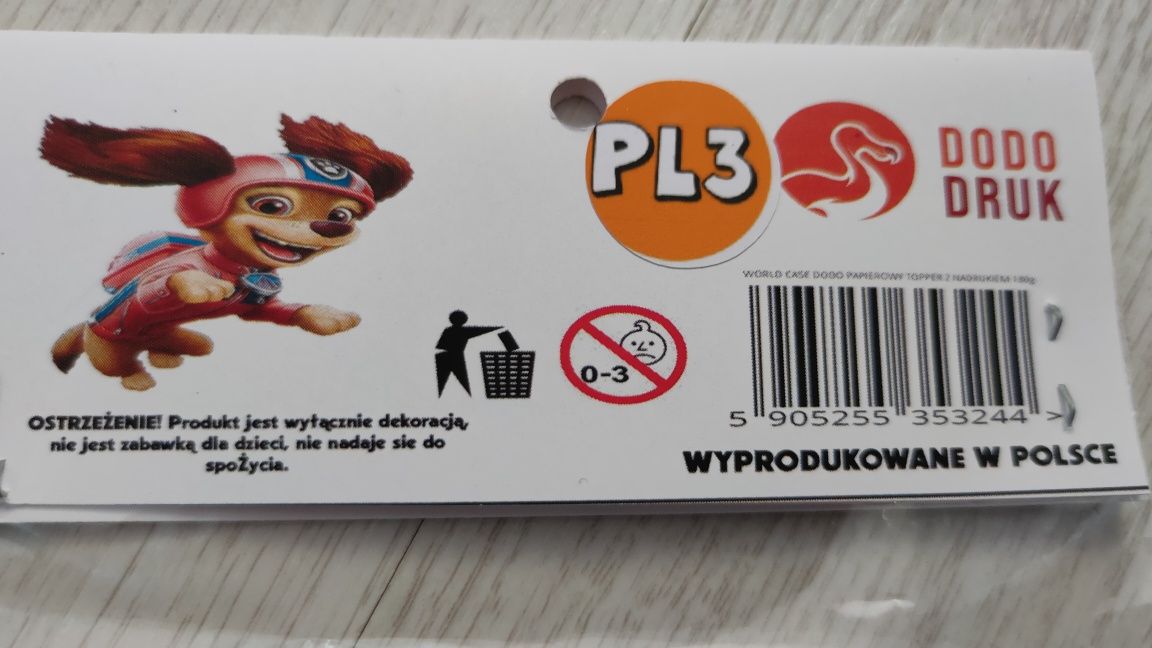 PL3
DODO
DRUK
WORLD CASE DODO PAPIEROWY TOPPER Z NADRUKIEM 180g
5 905255 353244 >
WYPRODUKOWANE W POLSCE
0-3
OSTRZEŻENIE! Produkt jest wyłącznie dekoracją,
nie jest zabawką dla dzieci, nie nadaje sie do
spoŻycia.